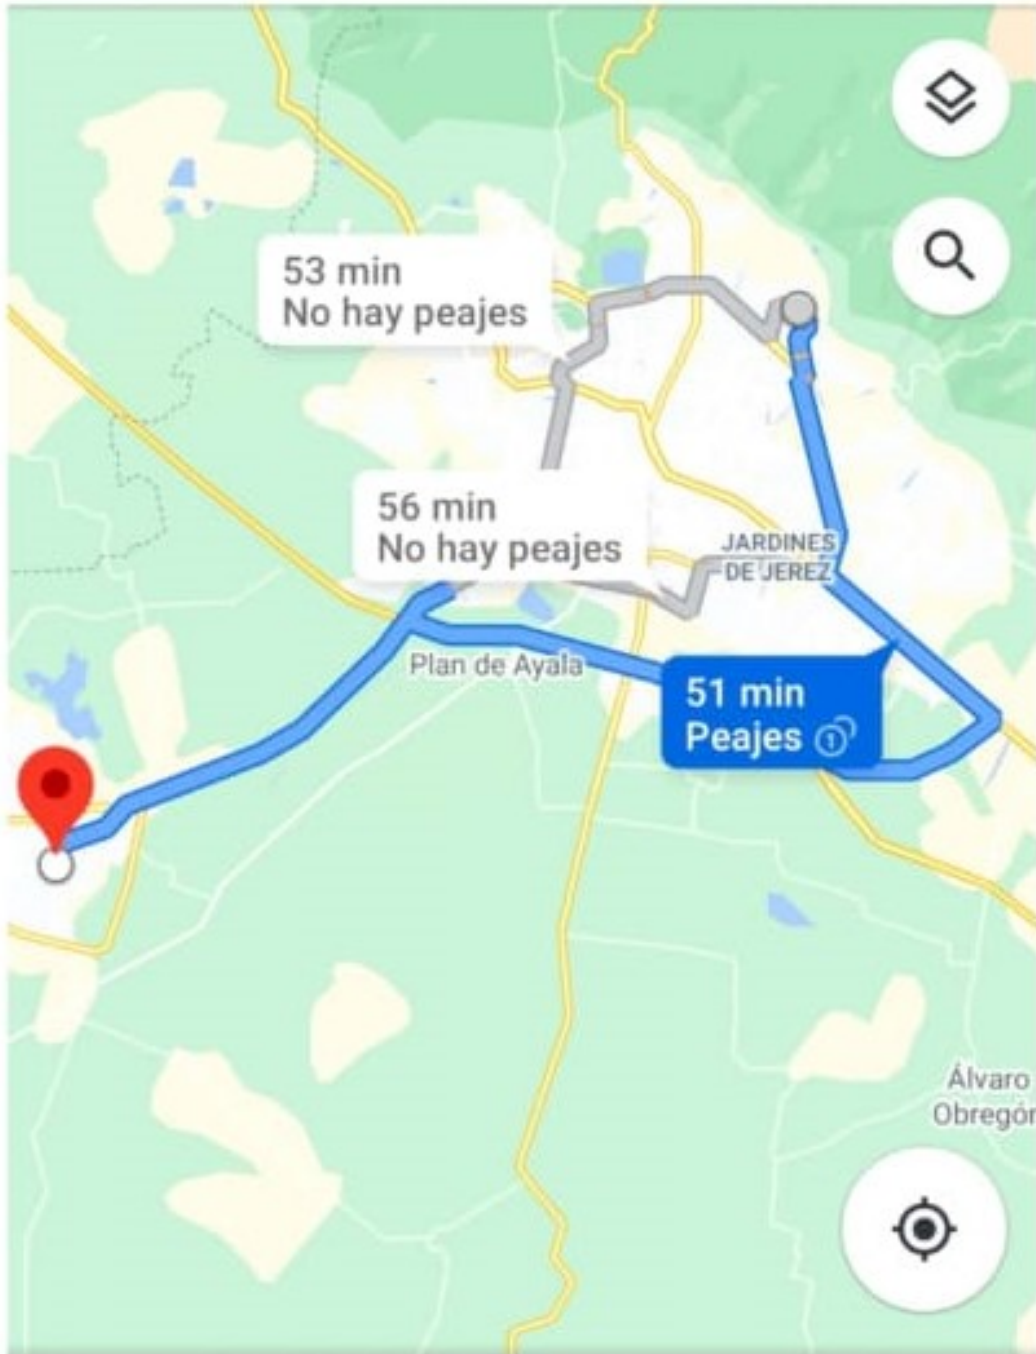 53 min
No hay peajes
56 min
No hay peajes
JARDINES
DE JEREZ
Plan de Ayala
51 min
Peajes
Álvaro
Obregón